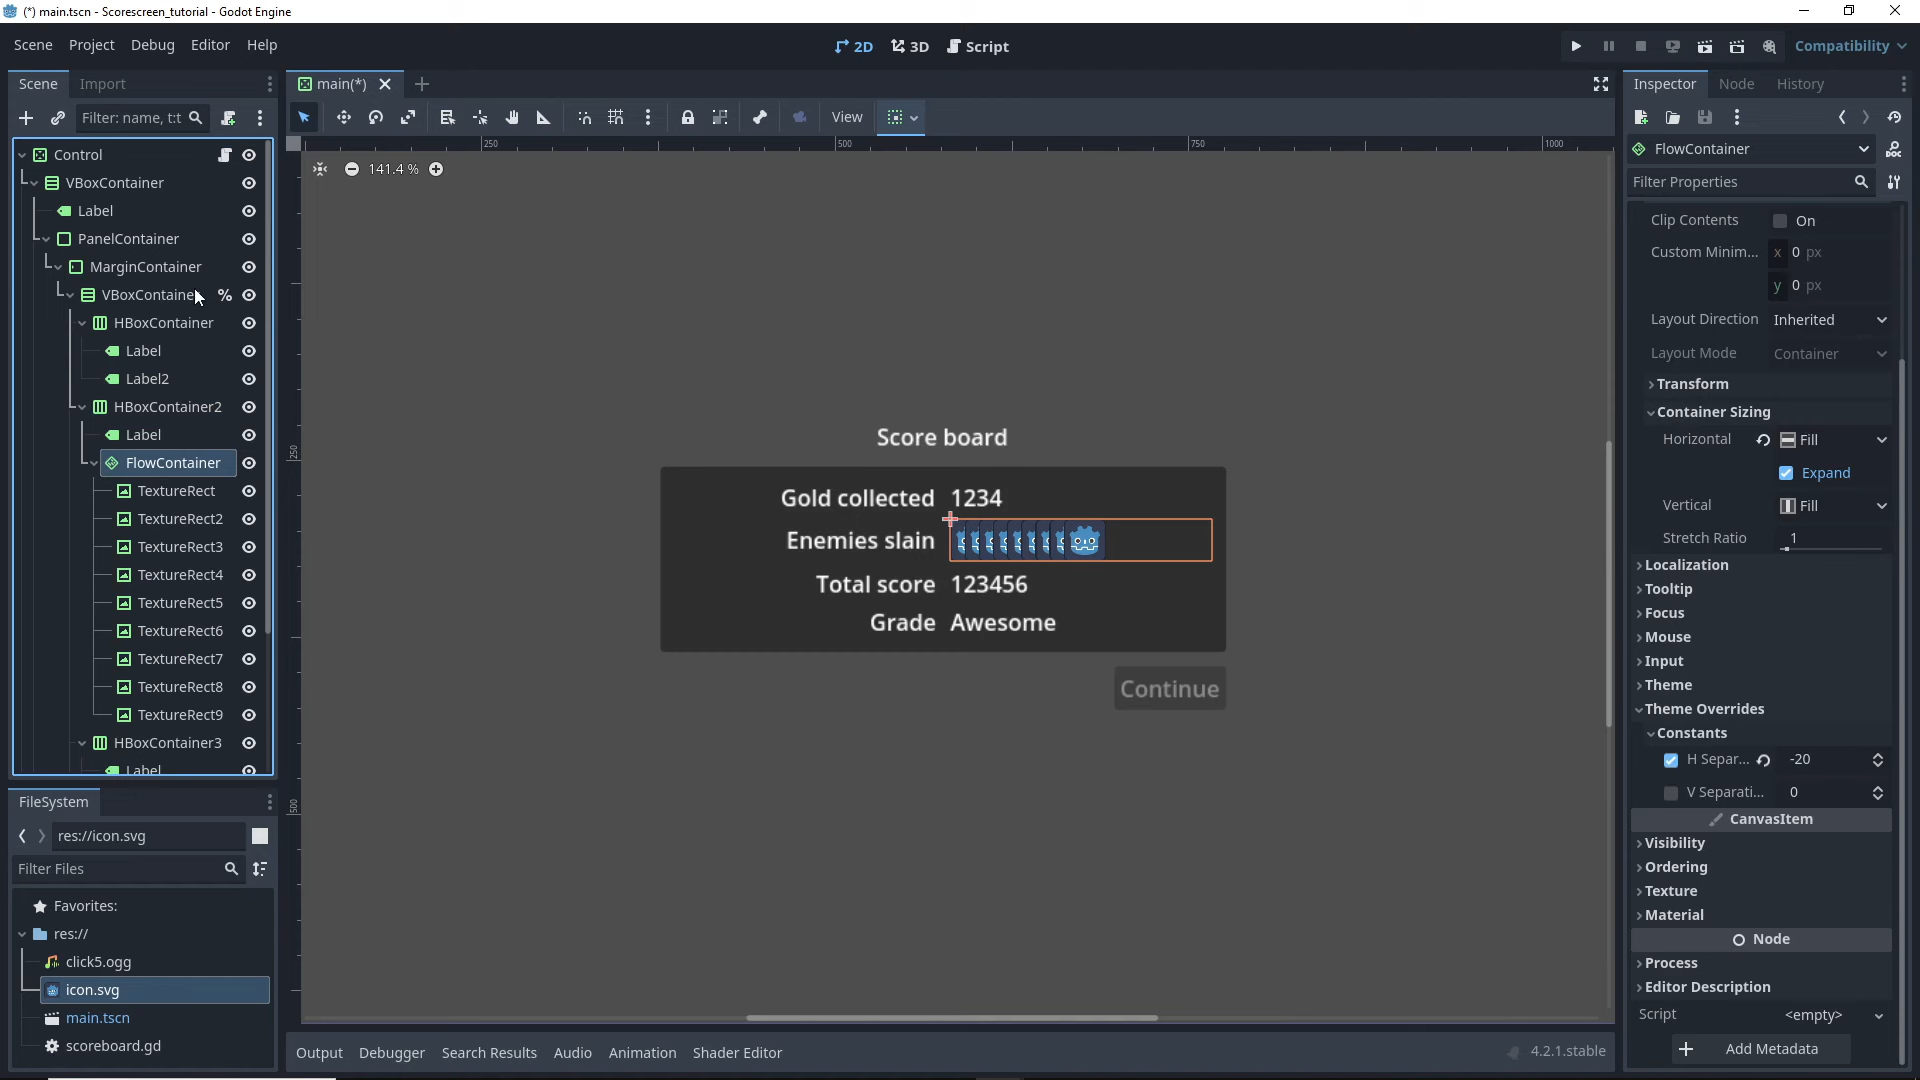 (*) main.tscn - Scorescreen_tutorial - Godot Engine
Scene Project Debug Editor Help
2D 3D Script
Compatibility
Scene Import
main(*)
Inspector Node History
Filter: name, t:t
View
Control
VBoxContainer
Label
PanelContainer
MarginContainer
VBoxContainer %
HBoxContainer
Label
Label2
HBoxContainer2
Label
FlowContainer
TextureRect
TextureRect2
TextureRect3
TextureRect4
TextureRect5
TextureRect6
TextureRect7
TextureRect8
TextureRect9
HBoxContainer3
Label
FileSystem
res://icon.svg
Filter Files
Favorites:
res://
click5.ogg
icon.svg
main.tscn
scoreboard.gd
250 500 750 1000
141.4 %
250
500
Score board
Gold collected 1234
Enemies slain
Total score 123456
Grade Awesome
Continue
Output Debugger Search Results Audio Animation Shader Editor
4.2.1.stable
FlowContainer
Filter Properties
Clip Contents On
Custom Minim... x 0 px
y 0 px
Layout Direction Inherited
Layout Mode Container
Transform
Container Sizing
Horizontal Fill
Expand
Vertical Fill
Stretch Ratio 1
Localization
Tooltip
Focus
Mouse
Input
Theme
Theme Overrides
Constants
H Separ... -20
V Separati... 0
CanvasItem
Visibility
Ordering
Texture
Material
Node
Process
Editor Description
Script <empty>
Add Metadata